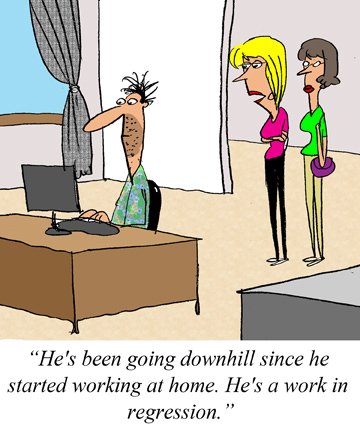 “He's been going downhill since he
started working at home. He's a work in
regression.”